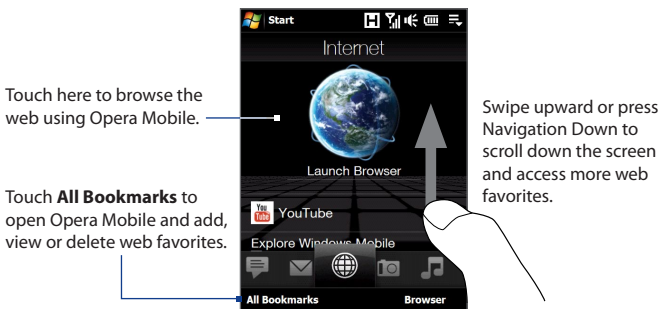 Start
H
Internet
Touch here to browse the
web using Opera Mobile.
Launch Browser
Swipe upward or press
Navigation Down to
scroll down the screen
and access more web
favorites.
Touch All Bookmarks to
open Opera Mobile and add,
view or delete web favorites.
You
Tube
YouTube
Explore Windows Mobile
All Bookmarks
Browser